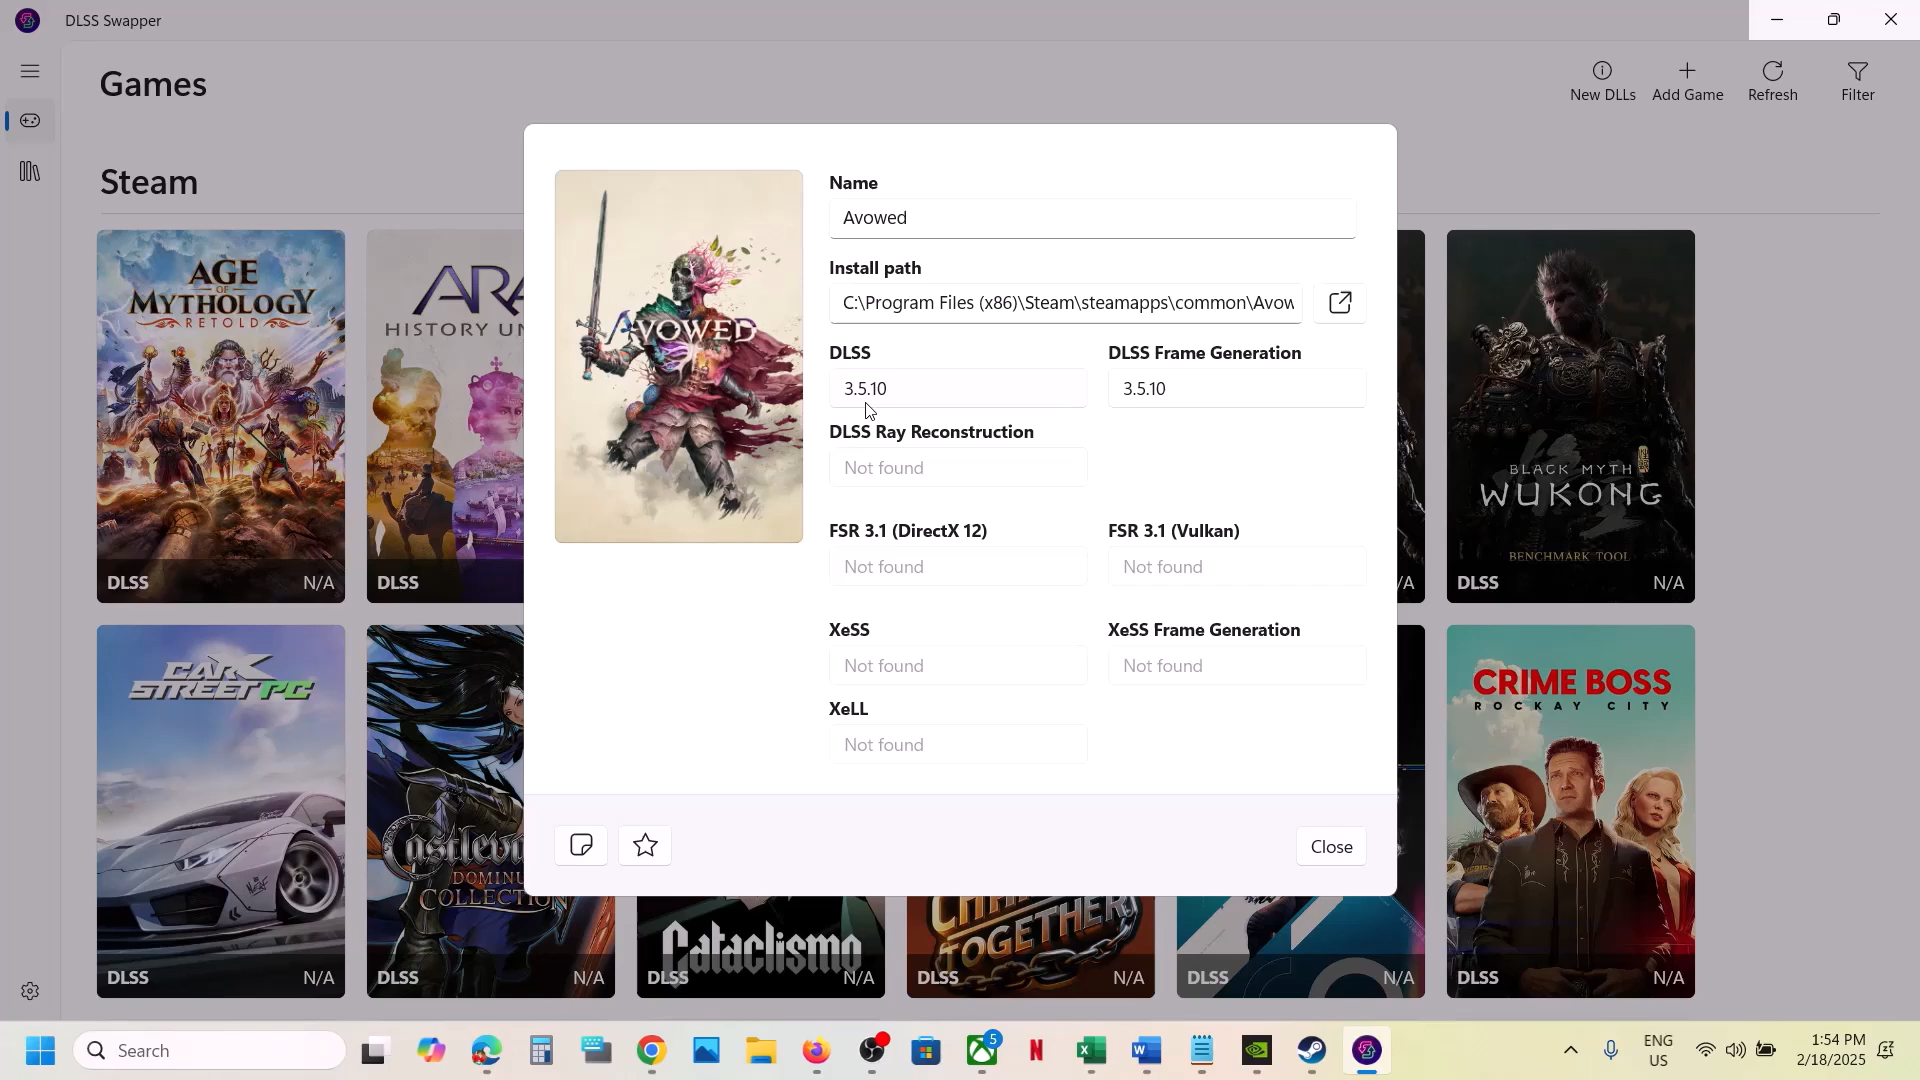 DLSS Swapper
Games
New DLLs
Add Game
Refresh
Filter
Steam
AGE
OF
MYTHOLOGY
RETOLD
DLSS
N/A
ARA
HISTORY UN
DLSS
AVOWED
Name
Avowed
Install path
C:\Program Files (x86)\Steam\steamapps\common\Avow
DLSS
DLSS Frame Generation
3.5.10
3.5.10
DLSS Ray Reconstruction
Not found
FSR 3.1 (DirectX 12)
FSR 3.1 (Vulkan)
Not found
Not found
XeSS
XeSS Frame Generation
Not found
Not found
XeLL
Not found
Close
/A
BLACK MYTH
WUKONG
BENCHMARK TOOL
DLSS
N/A
CARX
STREET PC
DLSS
N/A
Castleva
DOMINUS
COLLECTION
DLSS
N/A
Cataclismo
DLSS
N/A
CHAINED
TOGETHER
DLSS
N/A
DLSS
N/A
CRIME BOSS
ROCKAY CITY
DLSS
N/A
Search
5
ENG
US
1:54 PM
2/18/2025